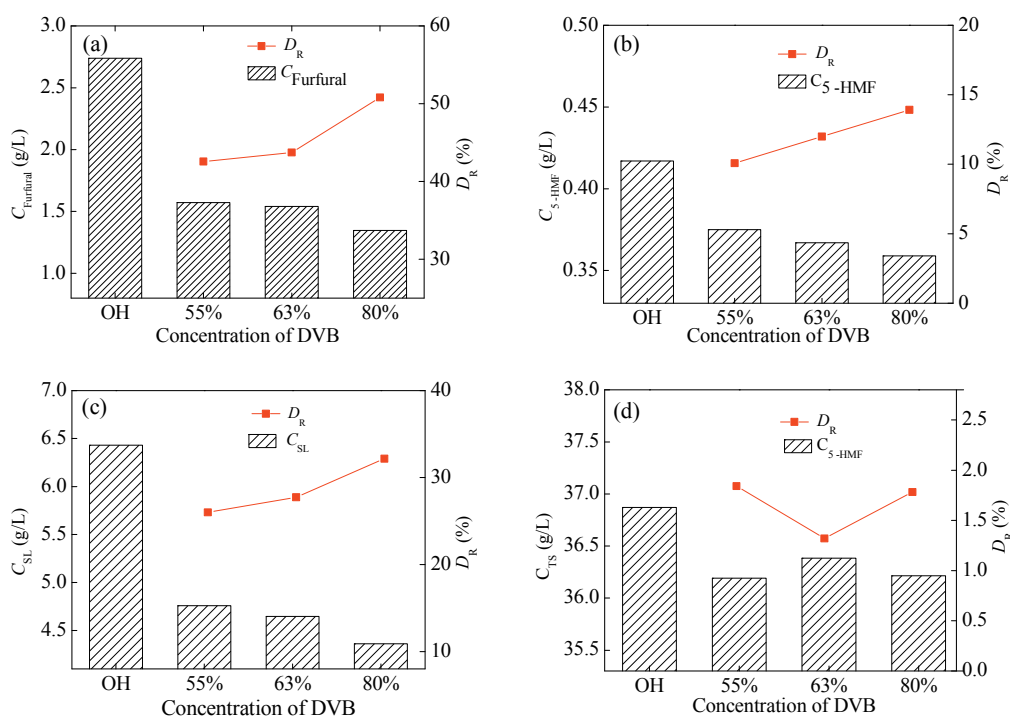 (a)
D_R
C_Furfural
3.0
2.5
2.0
1.5
1.0
C_Furfural (g/L)
60
50
40
30
D_R (%)
OH 55% 63% 80%
Concentration of DVB
(b)
D_R
C_5-HMF
0.50
0.45
0.40
0.35
C_5-HMF (g/L)
20
15
10
5
0
D_R (%)
OH 55% 63% 80%
Concentration of DVB
(c)
D_R
C_SL
7.0
6.5
6.0
5.5
5.0
4.5
C_SL (g/L)
40
30
20
10
D_R (%)
OH 55% 63% 80%
Concentration of DVB
(d)
D_R
C_5-HMF
38.0
37.5
37.0
36.5
36.0
35.5
C_TS (g/L)
2.5
2.0
1.5
1.0
0.5
0.0
D_R (%)
OH 55% 63% 80%
Concentration of DVB